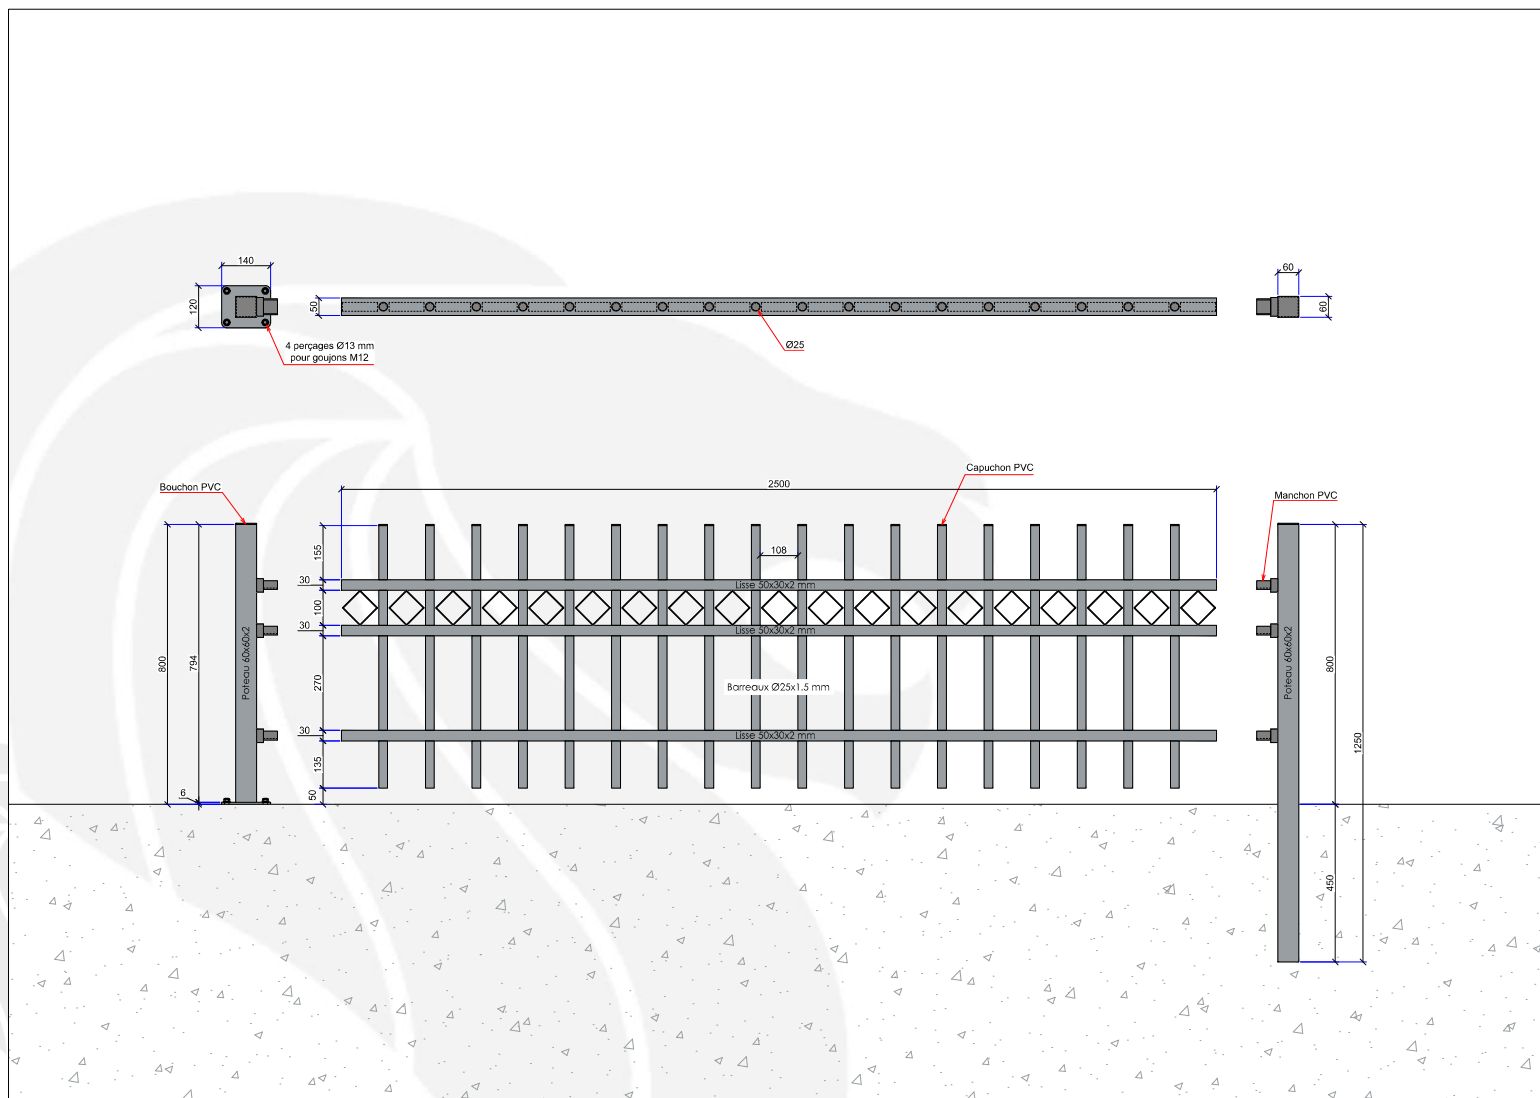 140
120
4 perçages Ø13 mm
pour goujons M12
50
Ø25
60
60
Bouchon PVC
2500
Capuchon PVC
Manchon PVC
155
108
30
Lisse 50x30x2 mm
100
30
Lisse 50x30x2 mm
800
794
Poteau 60x60x2
270
Barreaux Ø25x1.5 mm
30
Lisse 50x30x2 mm
135
6
50
Poteau 60x60x2
800
1250
450